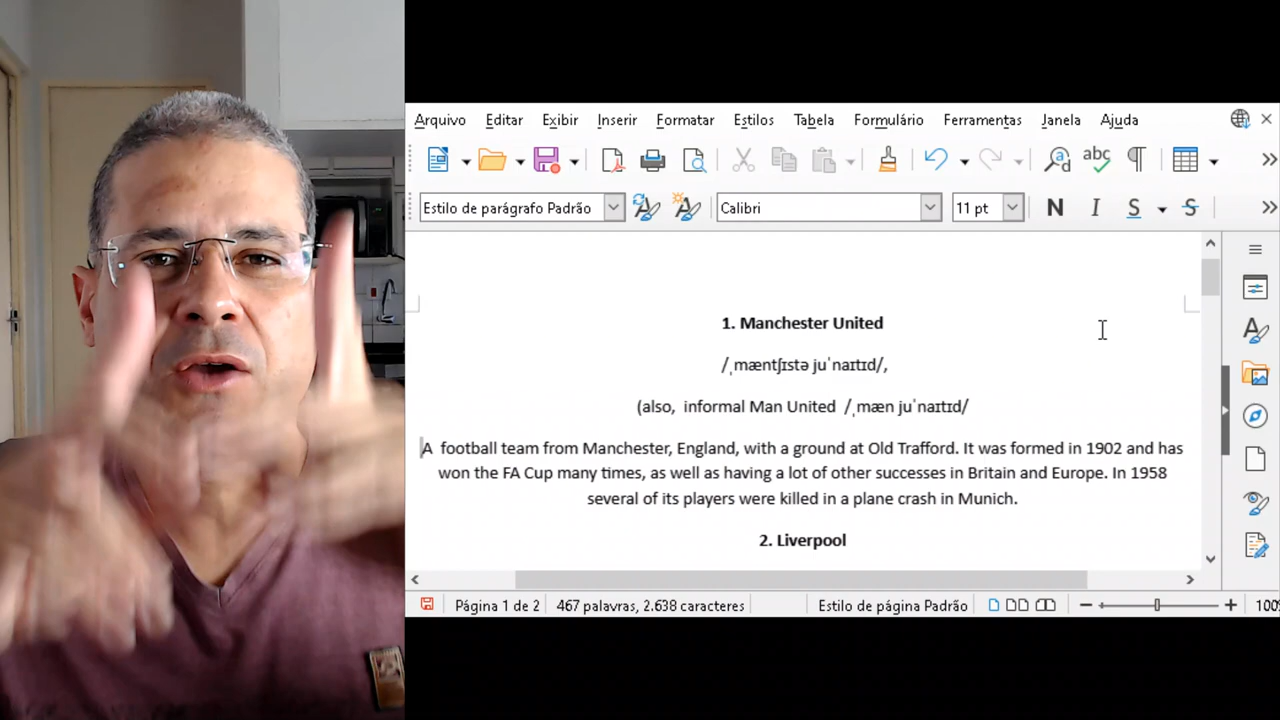 Arquivo Editar Exibir Inserir Formatar Estilos Tabela Formulário Ferramentas Janela Ajuda
Estilo de parágrafo Padrão Calibri 11 pt N I S S
1. Manchester United
/ˌmæntʃɪstə juˈnaɪtɪd/,
(also, informal Man United /ˌmæn juˈnaɪtɪd/
A football team from Manchester, England, with a ground at Old Trafford. It was formed in 1902 and has
won the FA Cup many times, as well as having a lot of other successes in Britain and Europe. In 1958
several of its players were killed in a plane crash in Munich.
2. Liverpool
Página 1 de 2 467 palavras, 2.638 caracteres Estilo de página Padrão 100